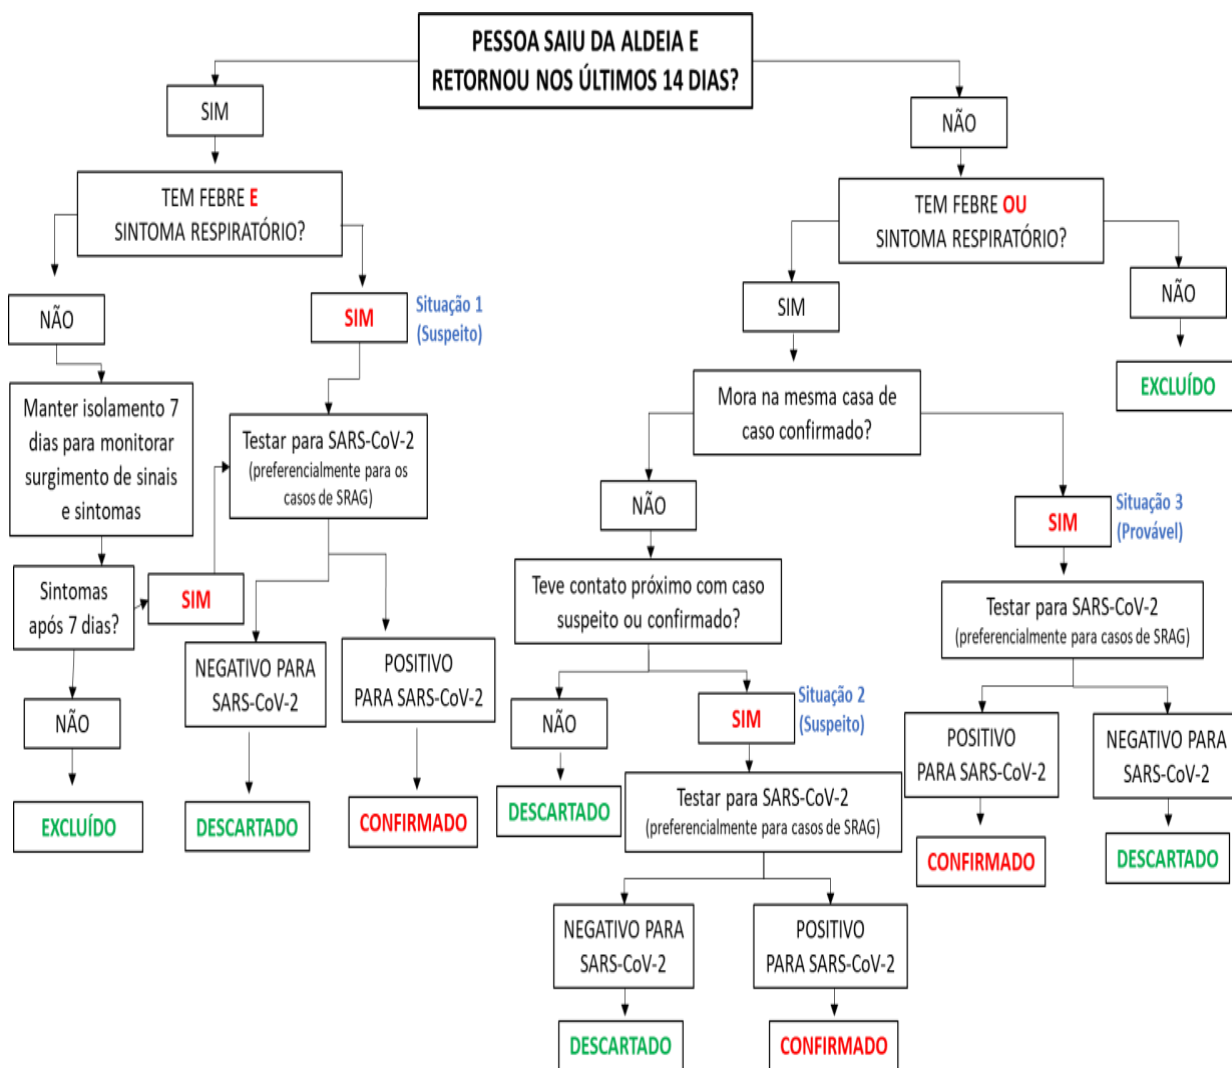 PESSOA SAIU DA ALDEIA E
RETORNOU NOS ÚLTIMOS 14 DIAS?
SIM
TEM FEBRE E
SINTOMA RESPIRATÓRIO?
NÃO
SIM
Situação 1
(Suspeito)
Manter isolamento 7
dias para monitorar
surgimento de sinais
e sintomas
Testar para SARS-CoV-2
(preferencialmente para os
casos de SRAG)
Sintomas
após 7 dias?
SIM
NÃO
EXCLUÍDO
NEGATIVO PARA
SARS-CoV-2
DESCARTADO
POSITIVO
PARA SARS-CoV-2
CONFIRMADO
NÃO
TEM FEBRE OU
SINTOMA RESPIRATÓRIO?
SIM
NÃO
EXCLUÍDO
Mora na mesma casa de
caso confirmado?
NÃO
SIM
Situação 3
(Provável)
Teve contato próximo com caso
suspeito ou confirmado?
NÃO
DESCARTADO
SIM
Situação 2
(Suspeito)
Testar para SARS-CoV-2
(preferencialmente para casos de SRAG)
NEGATIVO PARA
SARS-CoV-2
DESCARTADO
POSITIVO
PARA SARS-CoV-2
CONFIRMADO
Testar para SARS-CoV-2
(preferencialmente para casos de SRAG)
POSITIVO
PARA SARS-CoV-2
CONFIRMADO
NEGATIVO PARA
SARS-CoV-2
DESCARTADO